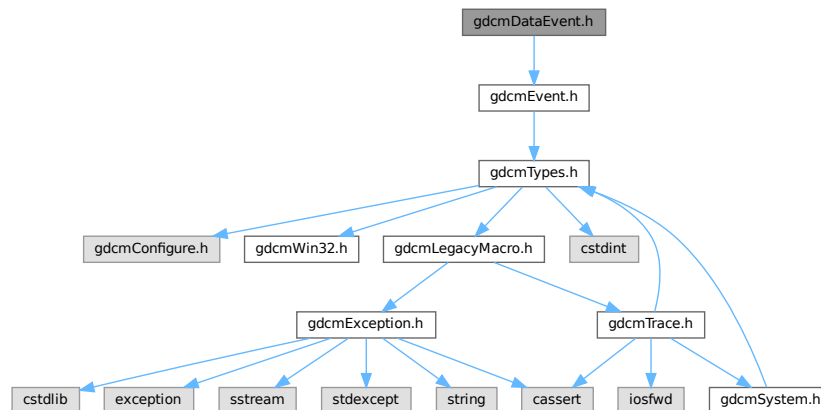 gdcmDataEvent.h
gdcmEvent.h
gdcmTypes.h
gdcmConfigure.h
gdcmWin32.h
gdcmLegacyMacro.h
cstdint
gdcmException.h
gdcmTrace.h
cstdlib
exception
sstream
stdexcept
string
cassert
iosfwd
gdcmSystem.h